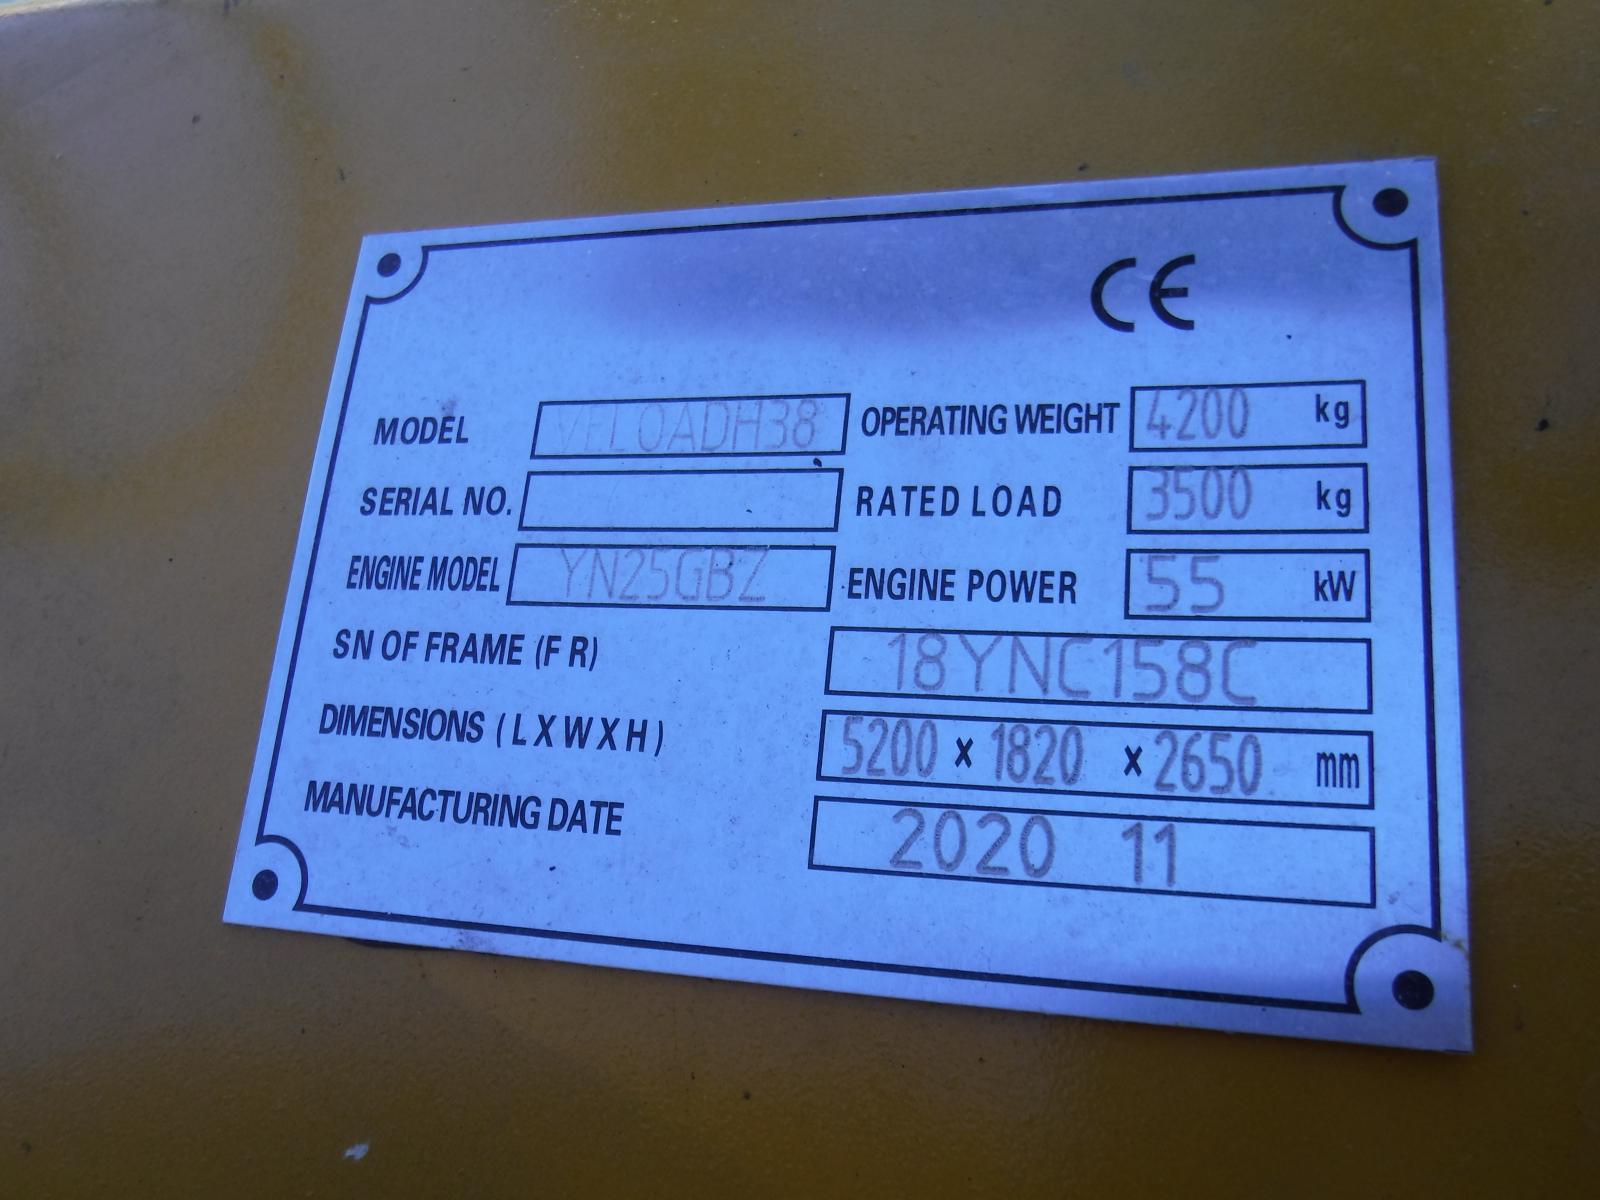 CE
MODEL VELOADH38 OPERATING WEIGHT 4200 kg
SERIAL NO. RATED LOAD 3500 kg
ENGINE MODEL YN25GBZ ENGINE POWER 55 kW
SN OF FRAME (F R) 18YNC158C
DIMENSIONS (LXWXH) 5200 x 1820 x 2650 mm
MANUFACTURING DATE 2020 11